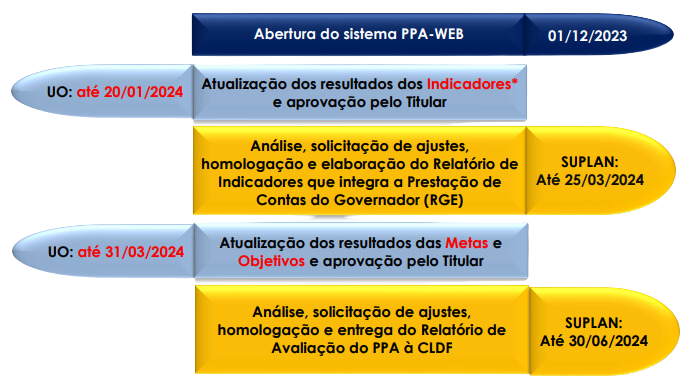 Abertura do sistema PPA-WEB
01/12/2023
UO: até 20/01/2024
Atualização dos resultados dos Indicadores*
e aprovação pelo Titular
Análise, solicitação de ajustes,
homologação e elaboração do Relatório de
Indicadores que integra a Prestação de
Contas do Governador (RGE)
SUPLAN:
Até 25/03/2024
UO: até 31/03/2024
Atualização dos resultados das Metas e
Objetivos e aprovação pelo Titular
Análise, solicitação de ajustes,
homologação e entrega do Relatório de
Avaliação do PPA à CLDF
SUPLAN:
Até 30/06/2024